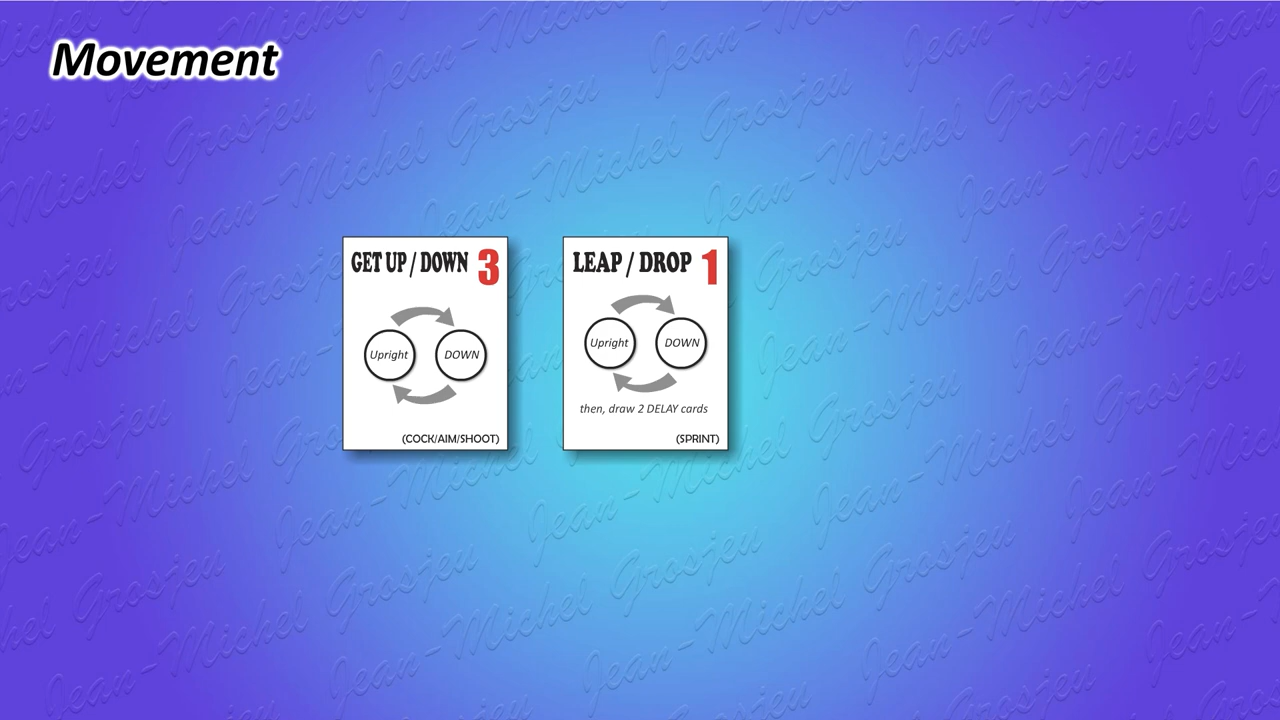 Movement
GET UP / DOWN 3
Upright
DOWN
(COCK/AIM/SHOOT)
LEAP / DROP 1
Upright
DOWN
then, draw 2 DELAY cards
(SPRINT)
Jean-Michel Grosjeu